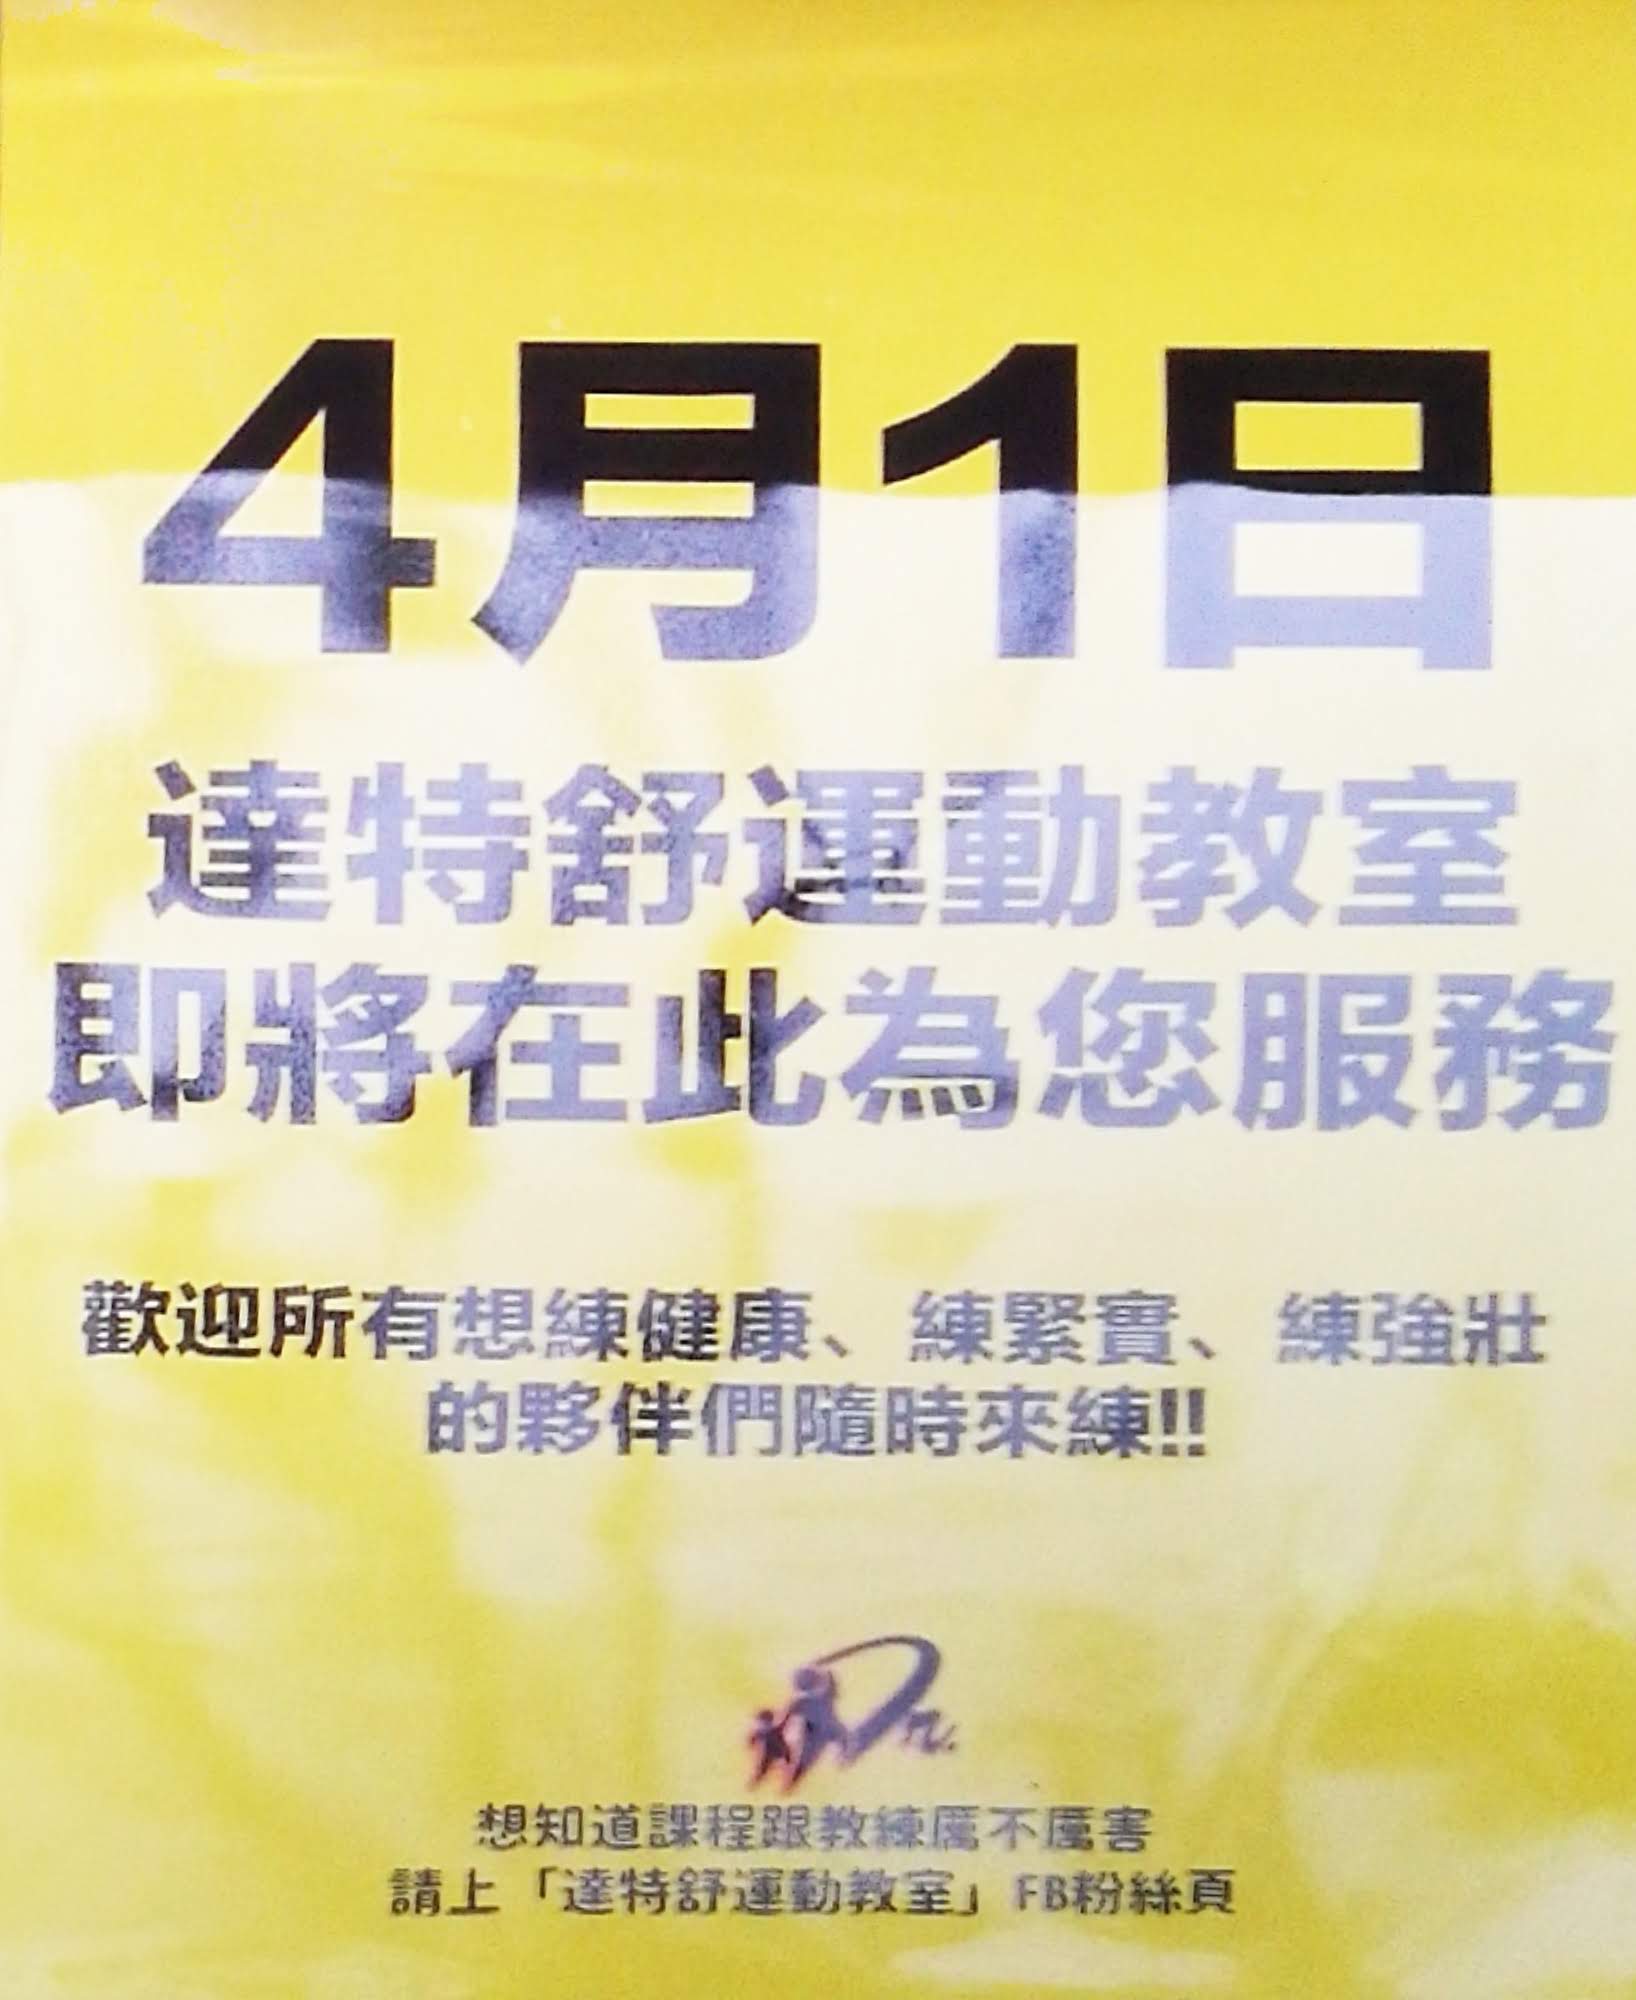 4月1日
達特舒運動教室
即將在此為您服務
歡迎所有想練健康、練緊實、練強壯
的夥伴們隨時來練!!
想知道課程跟教練厲不厲害
請上「達特舒運動教室」FB粉絲頁